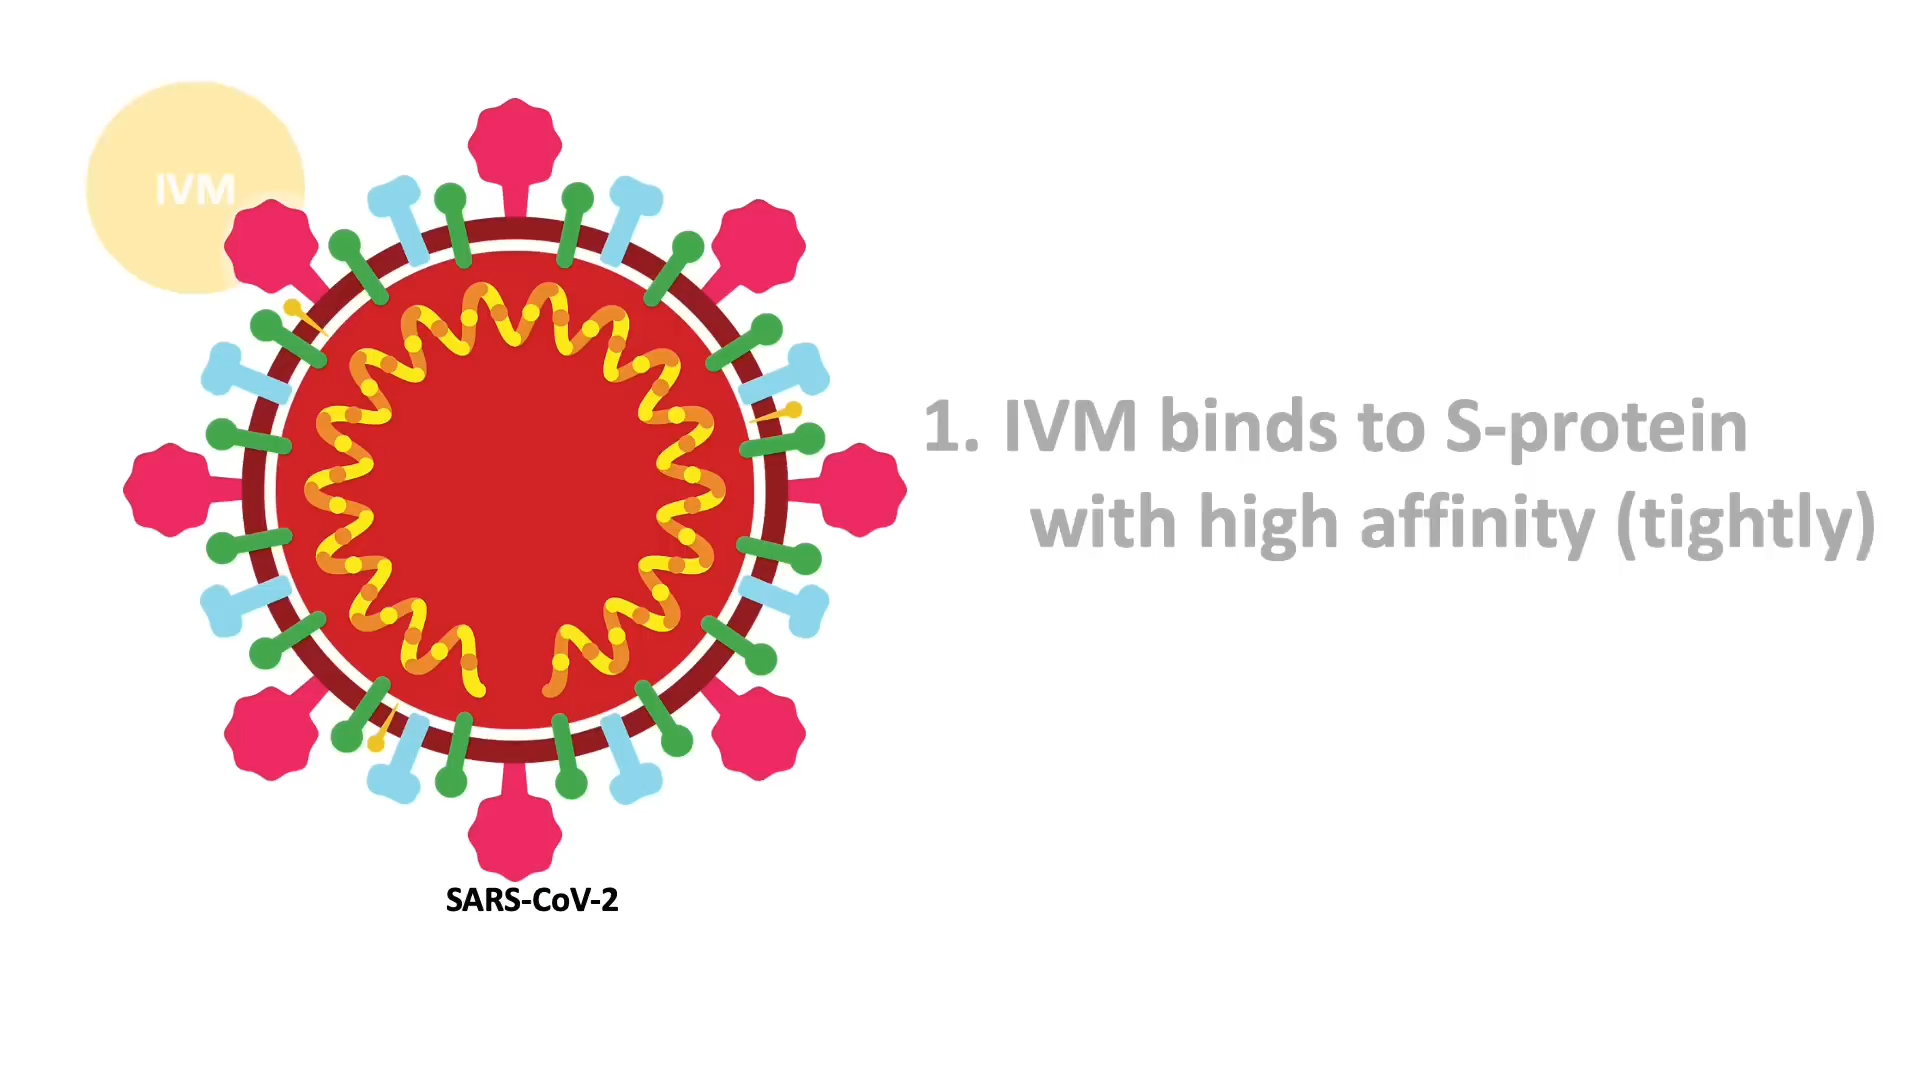 IVM
1. IVM binds to S-protein
with high affinity (tightly)
SARS-CoV-2